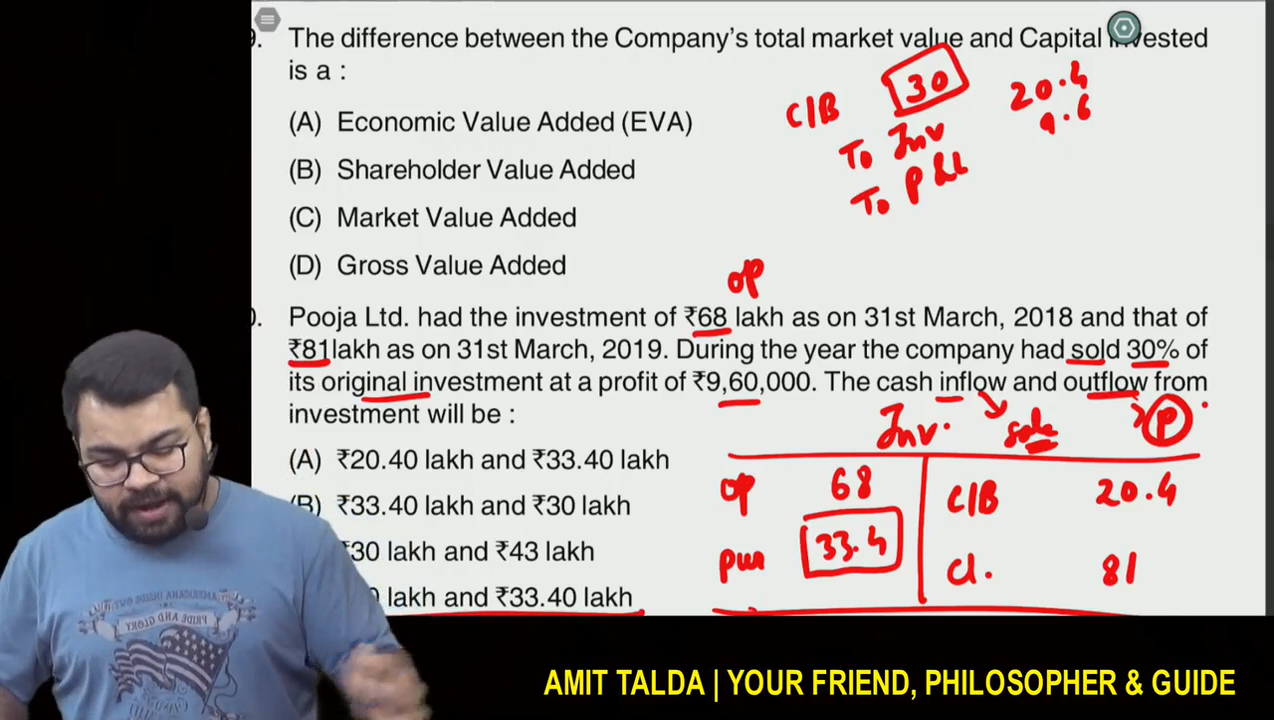 9. The difference between the Company's total market value and Capital Invested
is a :
C/B 30 20.4
To Inv 9.6
To P&L
(A) Economic Value Added (EVA)
(B) Shareholder Value Added
(C) Market Value Added
(D) Gross Value Added
op
Pooja Ltd. had the investment of ₹68 lakh as on 31st March, 2018 and that of
₹81lakh as on 31st March, 2019. During the year the company had sold 30% of
its original investment at a profit of ₹9,60,000. The cash inflow and outflow from
investment will be :
Inv. sale P
(A) ₹20.40 lakh and ₹33.40 lakh
op 68 C/B 20.4
(B) ₹33.40 lakh and ₹30 lakh
₹30 lakh and ₹43 lakh
pur 33.4 Cl. 81
lakh and ₹33.40 lakh
AMIT TALDA | YOUR FRIEND, PHILOSOPHER & GUIDE